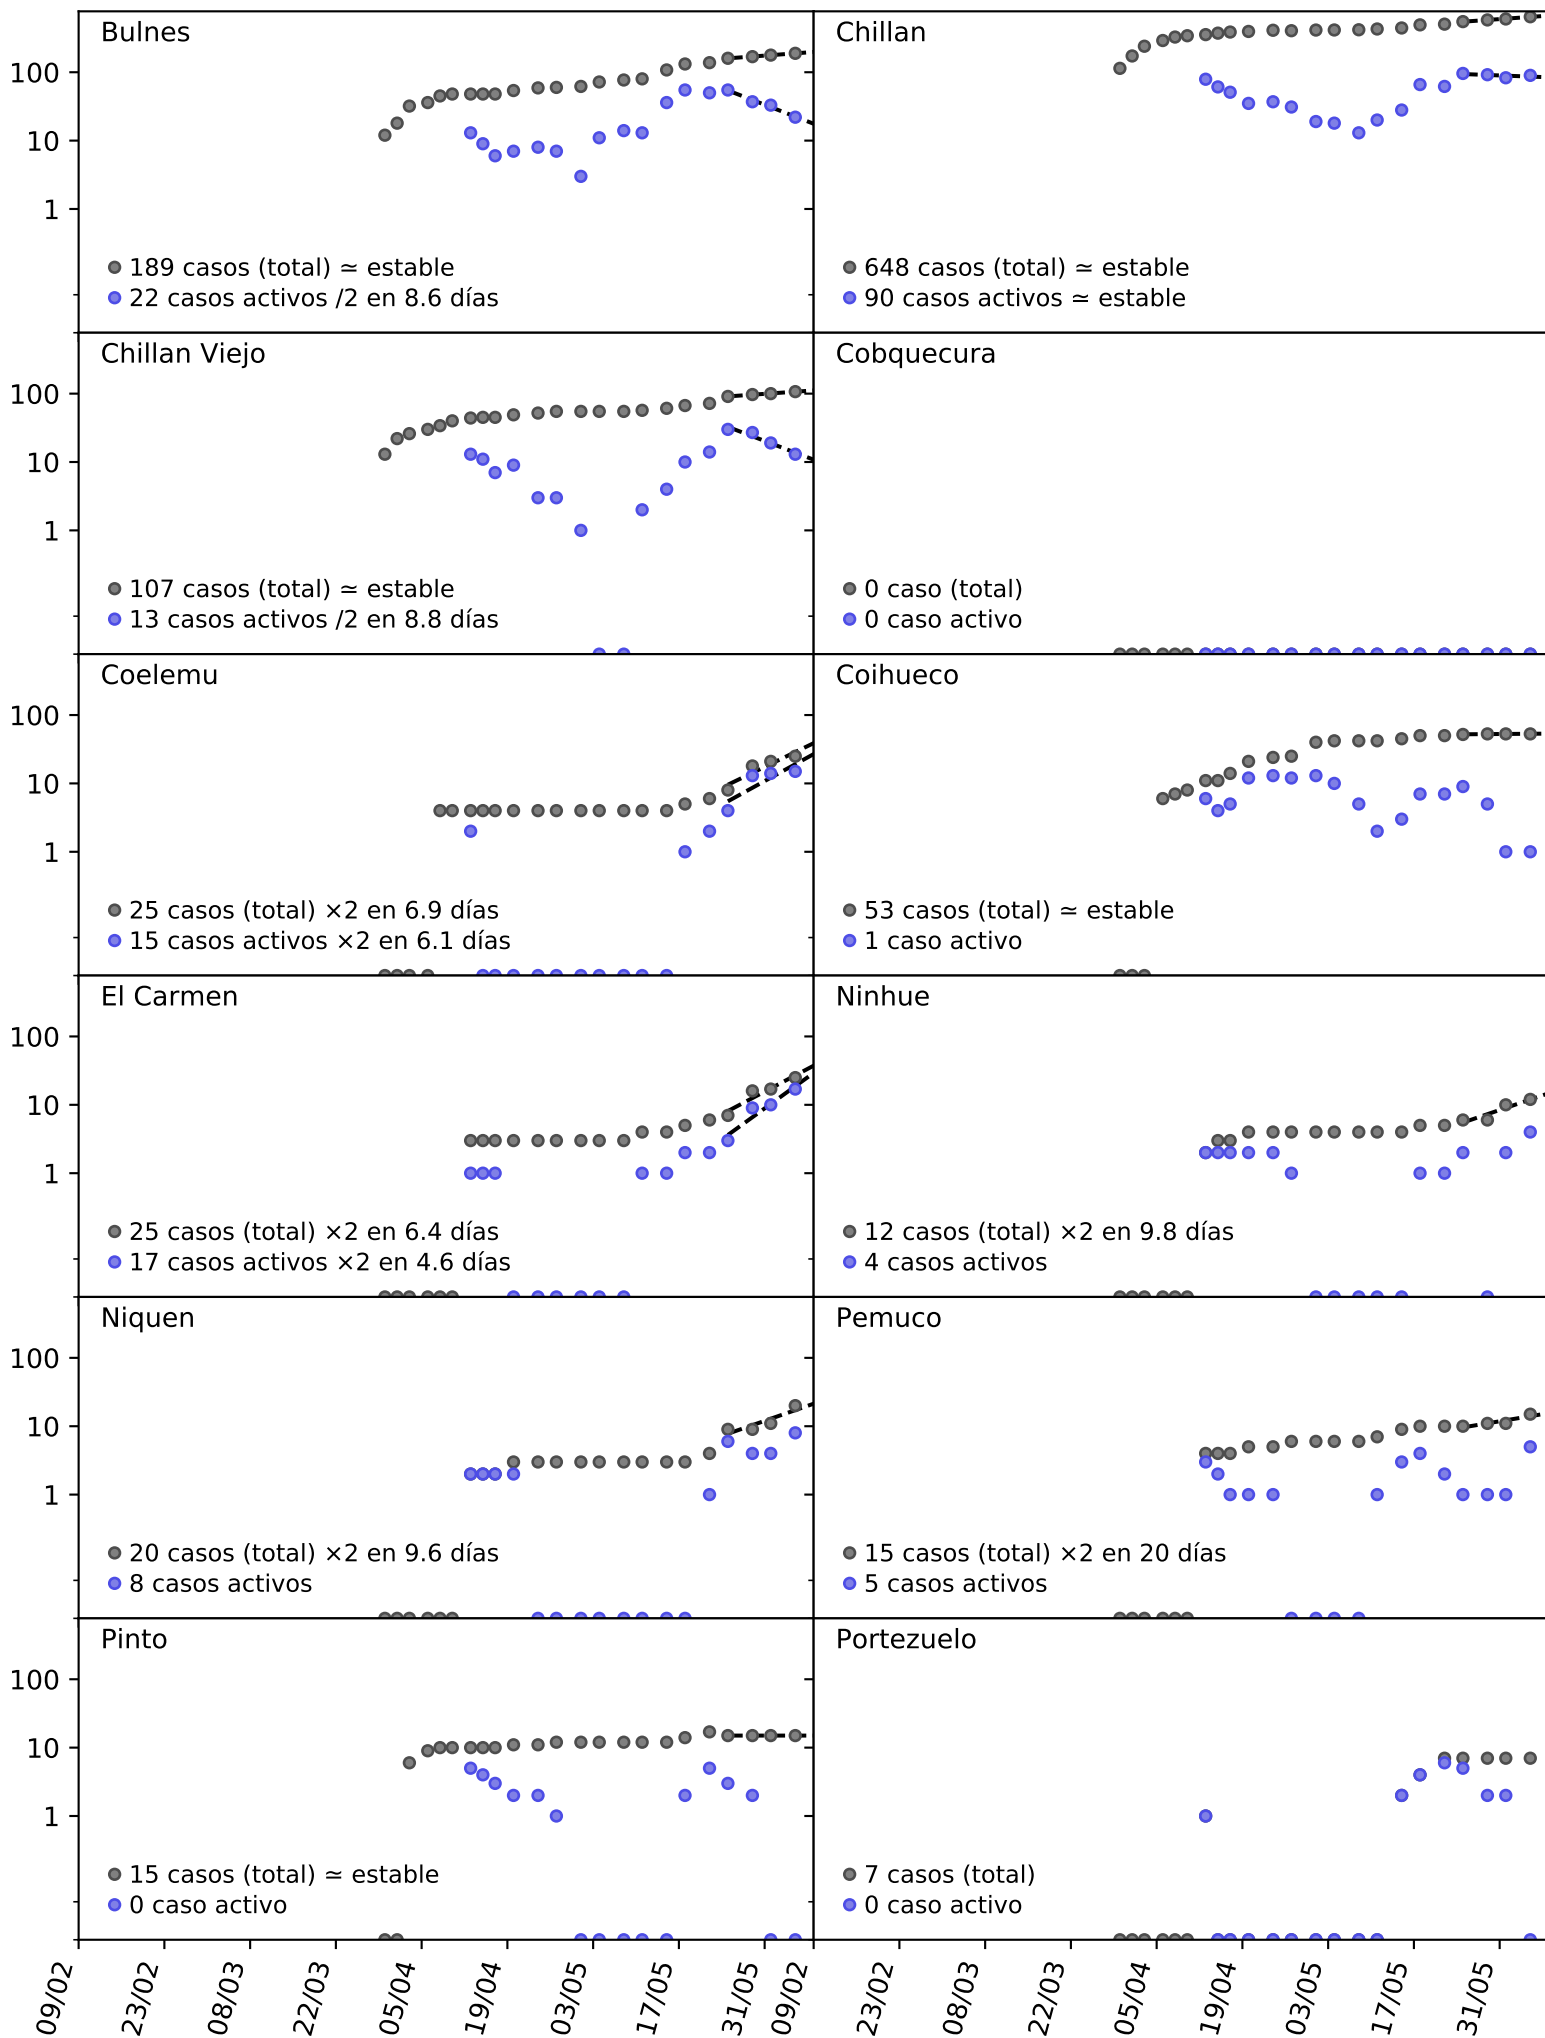 Bulnes
100
10
1
189 casos (total) ≃ estable
22 casos activos /2 en 8.6 días
Chillan
648 casos (total) ≃ estable
90 casos activos ≃ estable
Chillan Viejo
100
10
1
107 casos (total) ≃ estable
13 casos activos /2 en 8.8 días
Cobquecura
0 caso (total)
0 caso activo
Coelemu
100
10
1
25 casos (total) ×2 en 6.9 días
15 casos activos ×2 en 6.1 días
Coihueco
53 casos (total) ≃ estable
1 caso activo
El Carmen
100
10
1
25 casos (total) ×2 en 6.4 días
17 casos activos ×2 en 4.6 días
Ninhue
12 casos (total) ×2 en 9.8 días
4 casos activos
Niquen
100
10
1
20 casos (total) ×2 en 9.6 días
8 casos activos
Pemuco
15 casos (total) ×2 en 20 días
5 casos activos
Pinto
100
10
1
15 casos (total) ≃ estable
0 caso activo
Portezuelo
7 casos (total)
0 caso activo
09/02
23/02
08/03
22/03
05/04
19/04
03/05
17/05
31/05
09/02
23/02
08/03
22/03
05/04
19/04
03/05
17/05
31/05